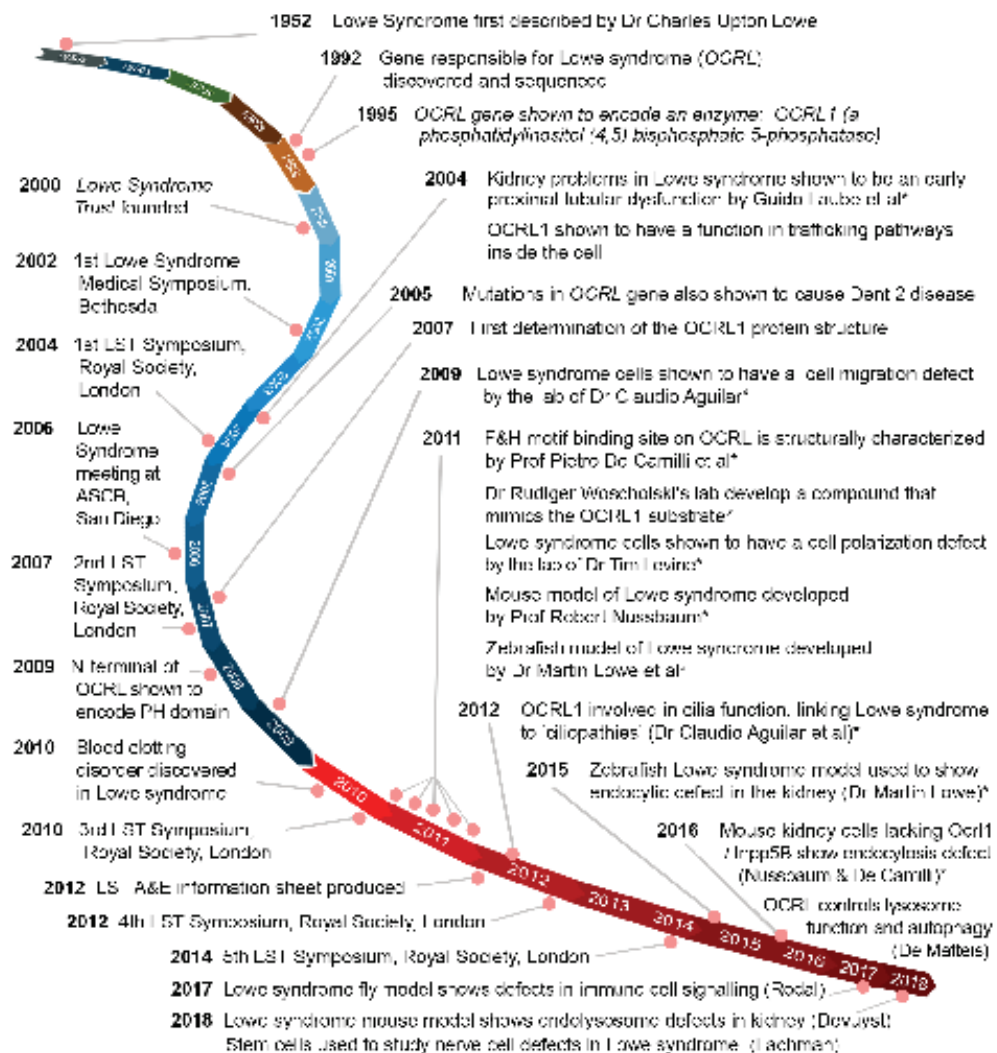 1952 Lowe Syndrome first described by Dr Charles Upton Lowe
1992 Gene responsible for Lowe syndrome (OCRL)
discovered and sequenced
1995 OCRL gene shown to encode an enzyme: OCRL1 (a
phosphatidylinositol (4,5) bisphosphate 5-phosphatase)
2000 Lowe Syndrome
Trust founded
2004 Kidney problems in Lowe syndrome shown to be an early
proximal tubular dysfunction by Guido Laube et al*
OCRL1 shown to have a function in trafficking pathways
inside the cell
2002 1st Lowe Syndrome
Medical Symposium,
Bethesda
2005 Mutations in OCRL gene also shown to cause Dent 2 disease
2007 First determination of the OCRL1 protein structure
2004 1st LST Symposium,
Royal Society,
London
2009 Lowe syndrome cells shown to have a cell migration defect
by the lab of Dr Claudio Aguilar*
2006 Lowe
Syndrome
meeting at
ASCB,
San Diego
2011 F&H motif binding site on OCRL is structurally characterized
by Prof Pietro De Camilli et al*
Dr Rudiger Woscholski's lab develop a compound that
mimics the OCRL1 substrate*
Lowe syndrome cells shown to have a cell polarization defect
by the lab of Dr Tim Levine*
Mouse model of Lowe syndrome developed
by Prof Robert Nussbaum*
Zebrafish model of Lowe syndrome developed
by Dr Martin Lowe et al*
2007 2nd LST
Symposium,
Royal Society,
London
2009 N terminal of
OCRL shown to
encode PH domain
2012 OCRL1 involved in cilia function, linking Lowe syndrome
to 'ciliopathies' (Dr Claudio Aguilar et al)*
2010 Blood clotting
disorder discovered
in Lowe syndrome
2015 Zebrafish Lowe syndrome model used to show
endocytic defect in the kidney (Dr Martin Lowe)*
2010 3rd LST Symposium,
Royal Society, London
2016 Mouse kidney cells lacking Ocrl1
/ Inpp5B show endocytosis defect
(Nussbaum & De Camilli)*
OCRL controls lysosome
function and autophagy
(De Matteis)
2012 LST A&E information sheet produced
2012 4th LST Symposium, Royal Society, London
2014 5th LST Symposium, Royal Society, London
2017 Lowe syndrome fly model shows defects in immune cell signalling (Rodal)
2018 Lowe syndrome mouse model shows endolysosome defects in kidney (Devuyst)
Stem cells used to study nerve cell defects in Lowe syndrome (Lachman)
2006
2010
2011
2012
2013
2014
2015
2016
2017
2018